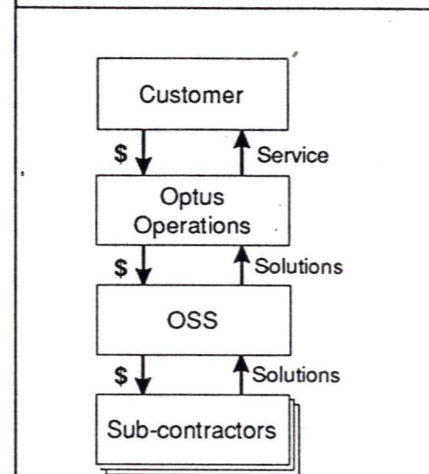 Customer
$ Service
Optus
Operations
$ Solutions
OSS
$ Solutions
Sub-contractors